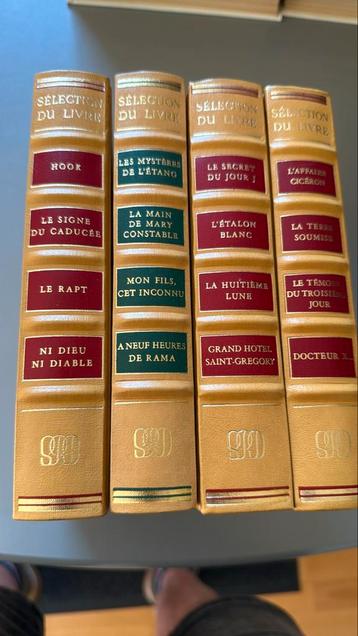 SÉLECTION
DU LIVRE
NOOK
LE SIGNE
DU CADUCÉE
LE RAPT
NI DIEU
NI DIABLE
SÉLECTION
DU LIVRE
LES MYSTÈRES
DE L'ÉTANG
LA MAIN
DE MARY
CONSTABLE
MON FILS,
CET INCONNU
A NEUF HEURES
DE RAMA
SÉLECTION
DU LIVRE
LE SECRET
DU JOUR J
L'ÉTALON
BLANC
LA HUITIÈME
LUNE
GRAND HOTEL
SAINT-GREGORY
SÉLECTION
DU LIVRE
L'AFFAIRE
CICÉRON
LA TERRE
SOUMISE
LE TÉMOIN
DU TROISIÈME
JOUR
DOCTEUR X...